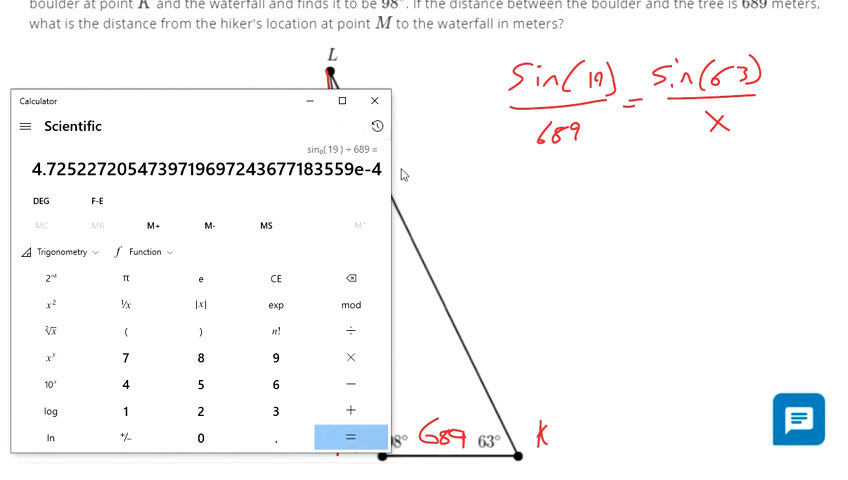 boulder at point K and the waterfall and finds it to be 98°. If the distance between the boulder and the tree is 689 meters,
what is the distance from the hiker's location at point M to the waterfall in meters?
L
sin(19) = sin(63)
689 x
Calculator
Scientific
sin₀(19) ÷ 689 =
4.7252272054739719697243677183559e-4
DEG F-E
MC MR M+ M- MS M˅
Trigonometry Function
2ⁿᵈ π e CE
x² ¹/x |x| exp mod
²√x ( ) n! ÷
xʸ 7 8 9 ×
10ˣ 4 5 6 −
log 1 2 3 +
ln +/− 0 . =
8° 689 63° K